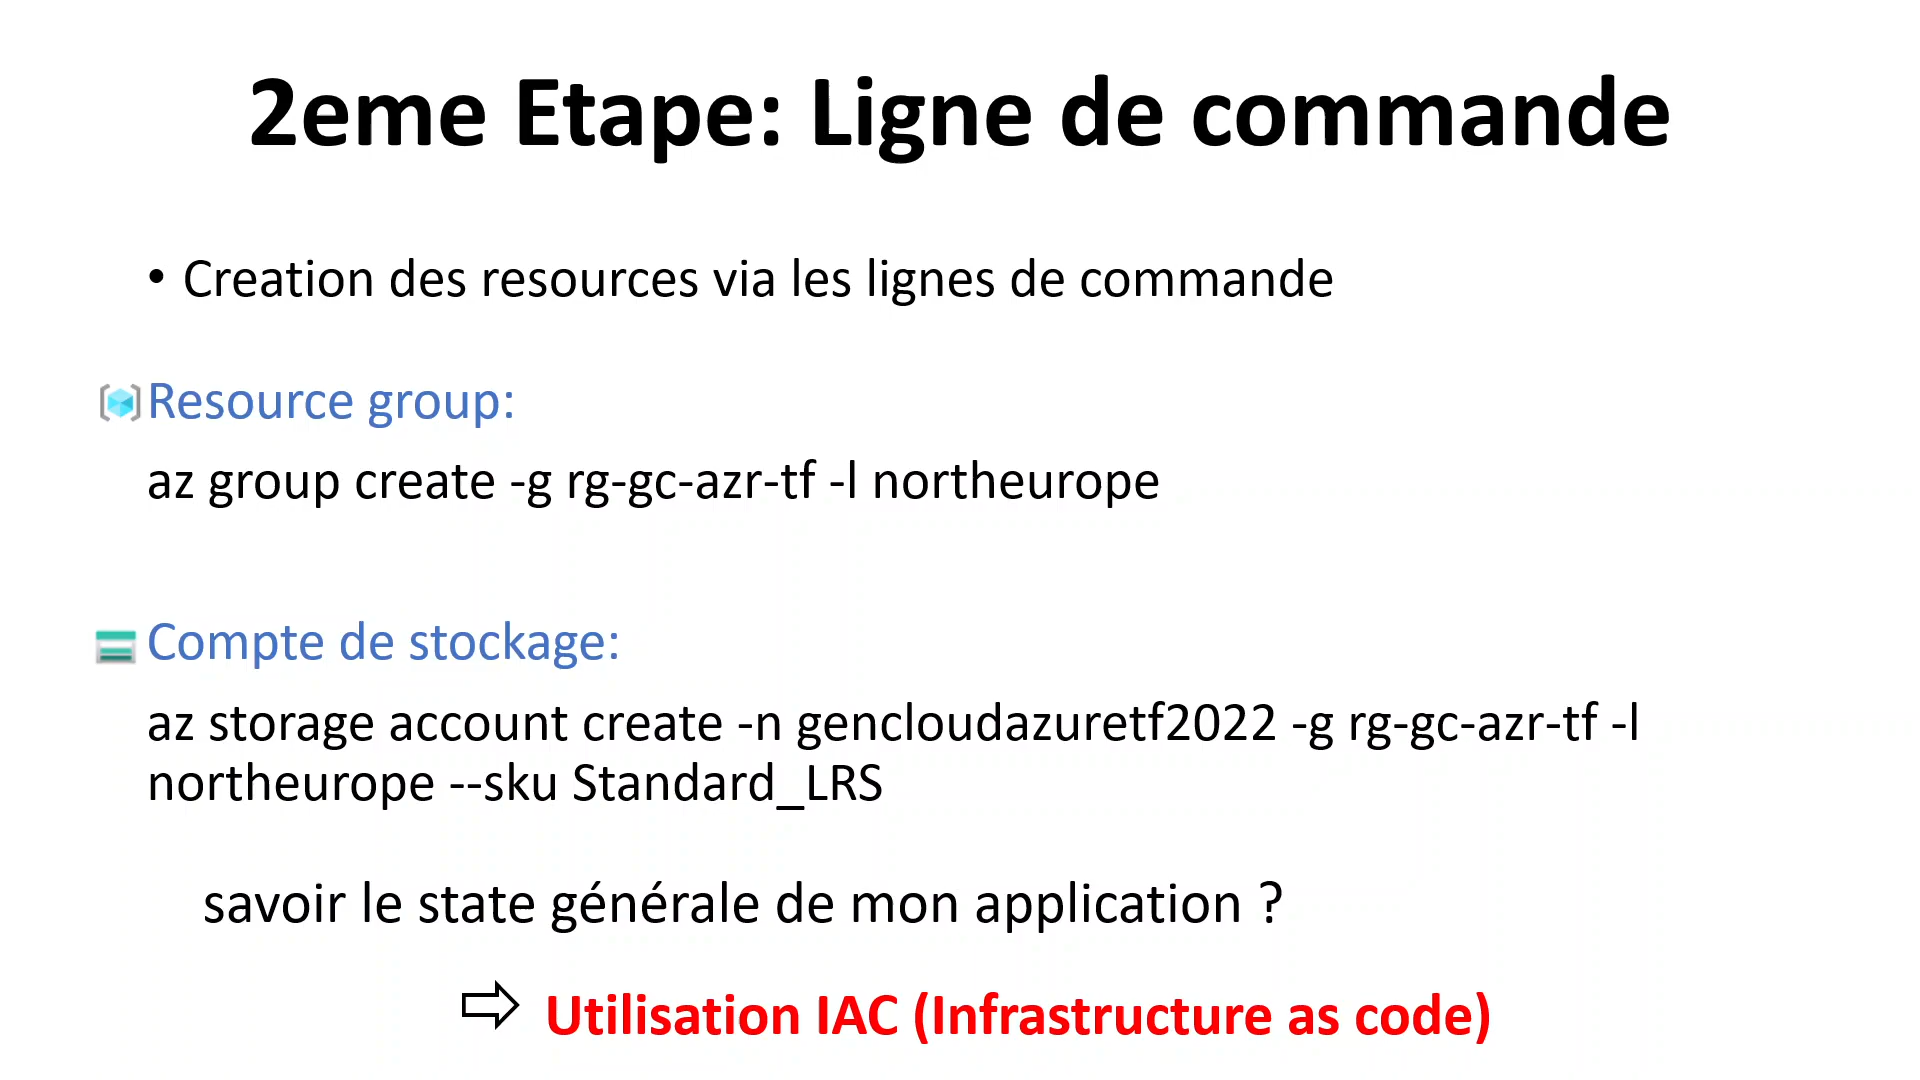 2eme Etape: Ligne de commande
• Creation des resources via les lignes de commande
Resource group:
az group create -g rg-gc-azr-tf -l northeurope
Compte de stockage:
az storage account create -n gencloudazuretf2022 -g rg-gc-azr-tf -l
northeurope --sku Standard_LRS
savoir le state générale de mon application ?
Utilisation IAC (Infrastructure as code)